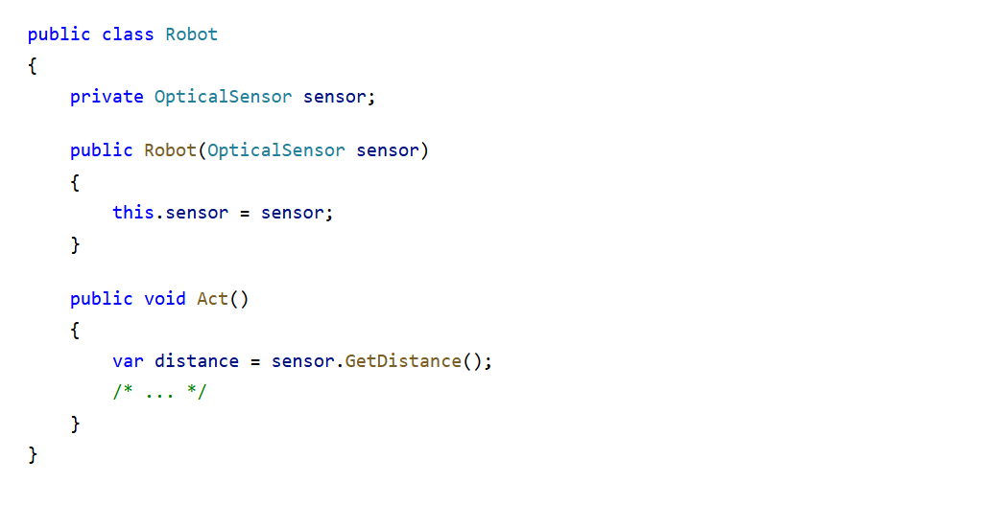 public class Robot
{
    private OpticalSensor sensor;
    public Robot(OpticalSensor sensor)
    {
        this.sensor = sensor;
    }
    public void Act()
    {
        var distance = sensor.GetDistance();
        /* ... */
    }
}